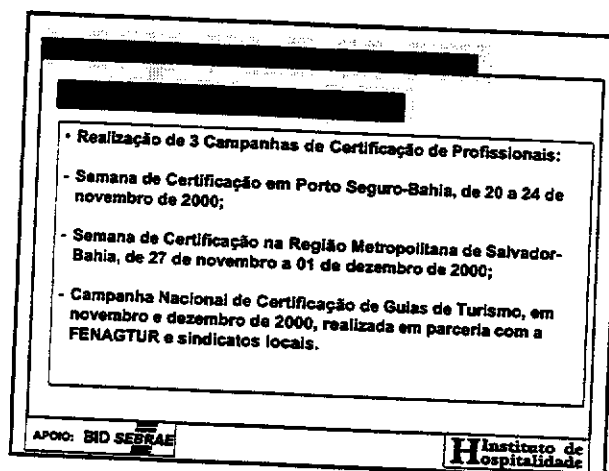 • Realização de 3 Campanhas de Certificação de Profissionais:
- Semana de Certificação em Porto Seguro-Bahia, de 20 a 24 de
novembro de 2000;
- Semana de Certificação na Região Metropolitana de Salvador-
Bahia, de 27 de novembro a 01 de dezembro de 2000;
- Campanha Nacional de Certificação de Guias de Turismo, em
novembro e dezembro de 2000, realizada em parceria com a
FENAGTUR e sindicatos locais.
APOIO: BID SEBRAE
Instituto de
Hospitalidade